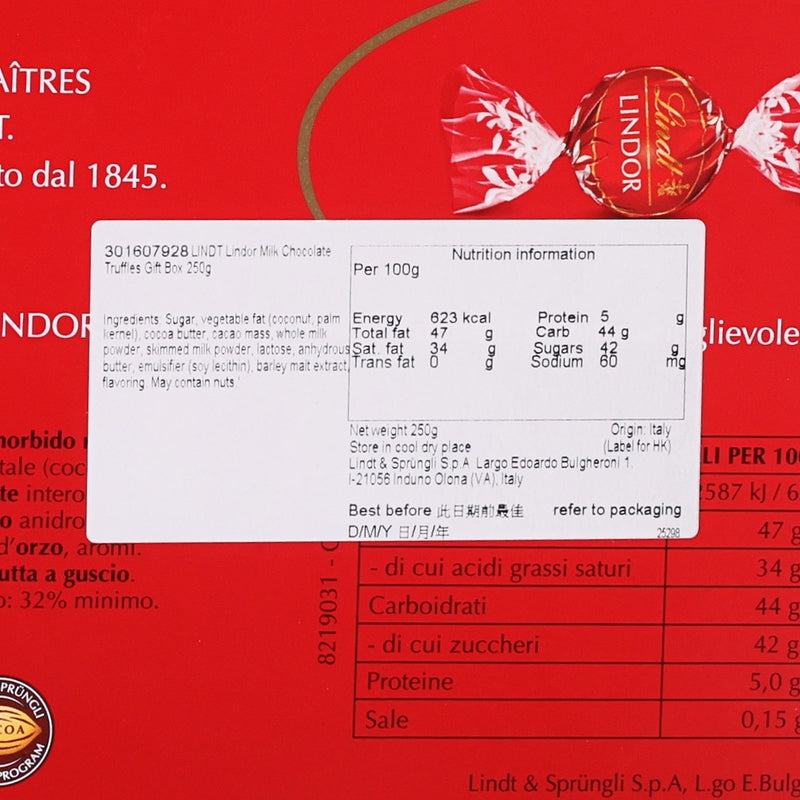 AÎTRES
T.
to dal 1845.
Lindt
LINDOR
NDOR
glievole
301607928 LINDT Lindor Milk Chocolate
Truffles Gift Box 250g
Ingredients: Sugar, vegetable fat (coconut, palm
kernel), cocoa butter, cacao mass, whole milk
powder, skimmed milk powder, lactose, anhydrous
butter, emulsifier (soy lecithin), barley malt extract,
flavoring. May contain nuts.
Nutrition information
Per 100g
Energy 623 kcal Protein 5 g
Total fat 47 g Carb 44 g
Sat. fat 34 g Sugars 42 g
Trans fat 0 g Sodium 60 mg
Net weight 250g Origin: Italy
Store in cool dry place (Label for HK)
Lindt & Sprüngli S.p.A. Largo Edoardo Bulgheroni 1,
I-21056 Induno Olona (VA), Italy
Best before 此日期前最佳 refer to packaging
D/M/Y 日/月/年 25298
morbido
tale (coc
te intero
o anidro
d'orzo, aromi.
utta a guscio.
o: 32% minimo.
8219031 -
LI PER 100
2587 kJ / 6
47 g
- di cui acidi grassi saturi 34 g
Carboidrati 44 g
- di cui zuccheri 42 g
Proteine 5,0 g
Sale 0,15 g
SPRÜNGLI
COA
PROGRAM
Lindt & Sprüngli S.p.A, L.go E.Bulg